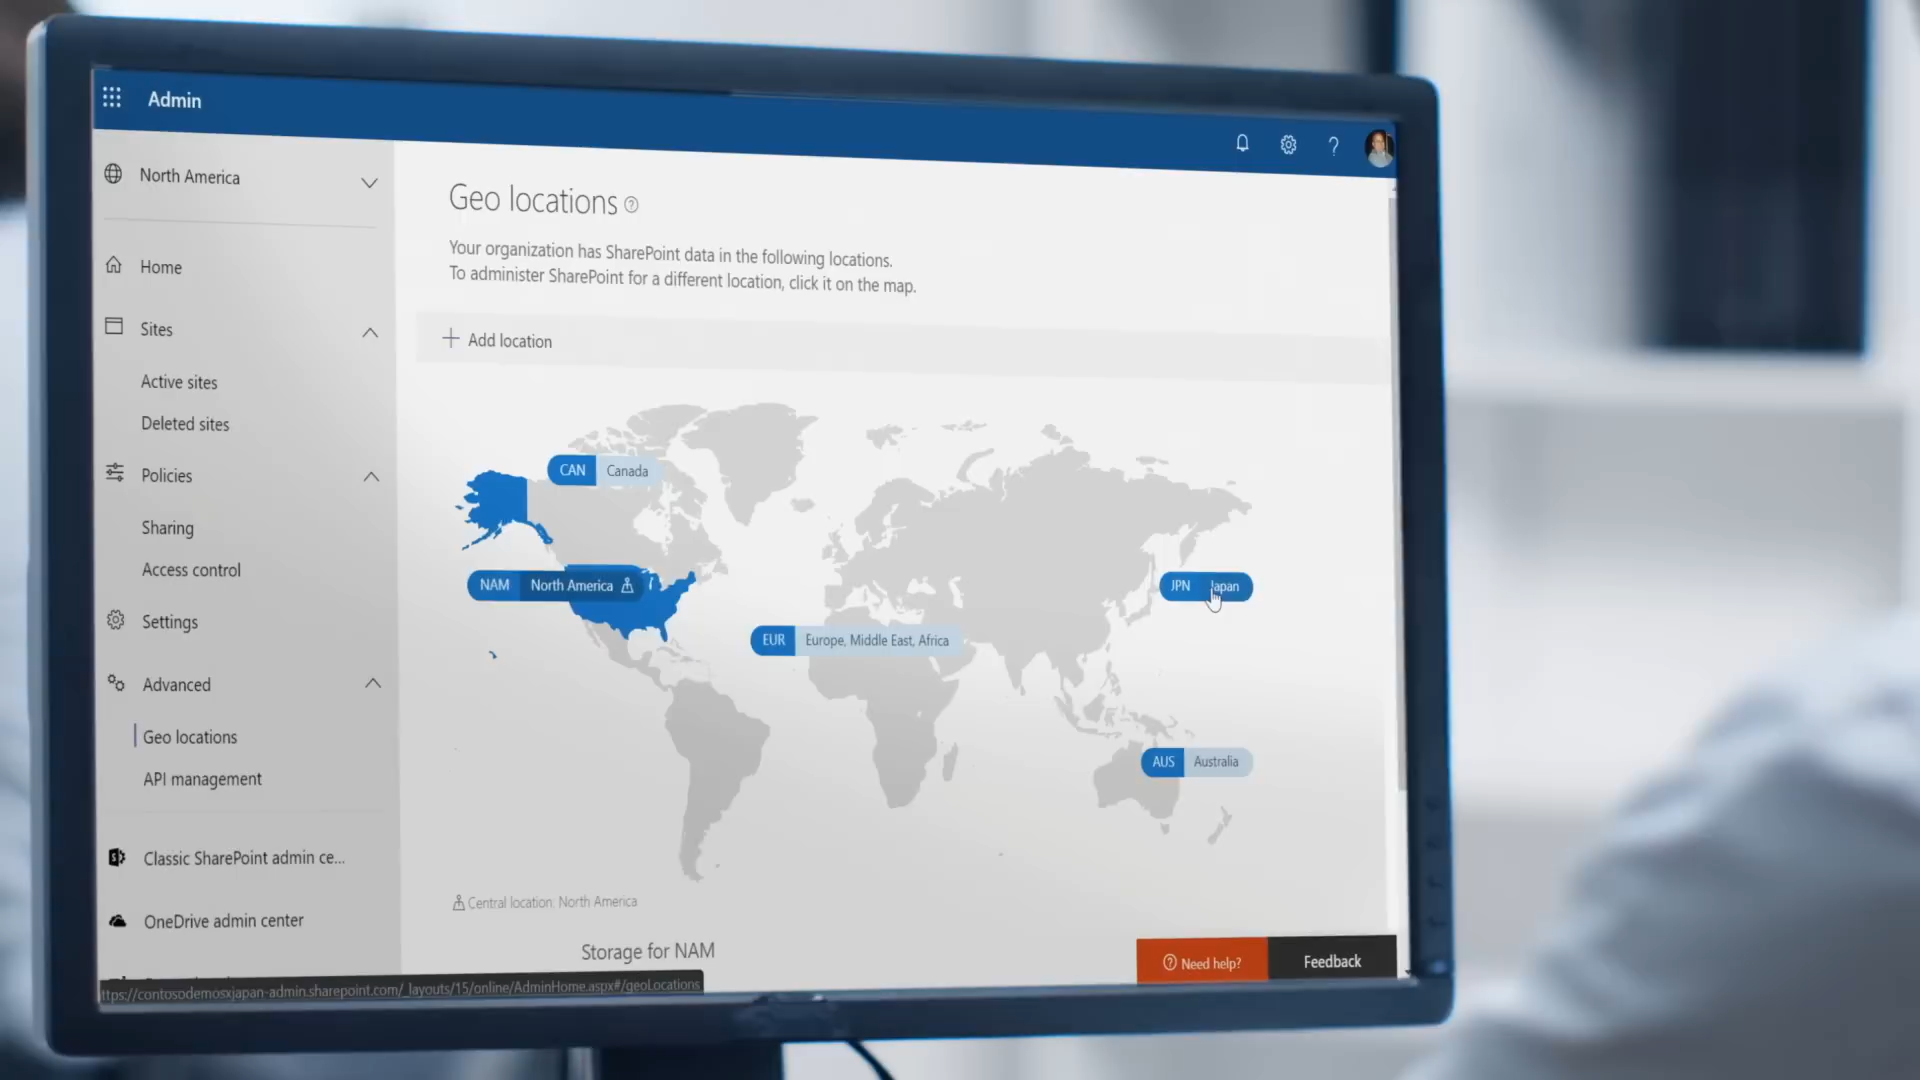 Admin
North America
Home
Sites
Active sites
Deleted sites
Policies
Sharing
Access control
Settings
Advanced
Geo locations
API management
Classic SharePoint admin ce...
OneDrive admin center
Geo locations ?
Your organization has SharePoint data in the following locations.
To administer SharePoint for a different location, click it on the map.
+ Add location
CAN Canada
NAM North America
JPN Japan
EUR Europe, Middle East, Africa
AUS Australia
Central location: North America
Storage for NAM
? Need help?
Feedback
ttps://contosodemosxjapan-admin.sharepoint.com/_layouts/15/online/AdminHome.aspx#/geoLocations